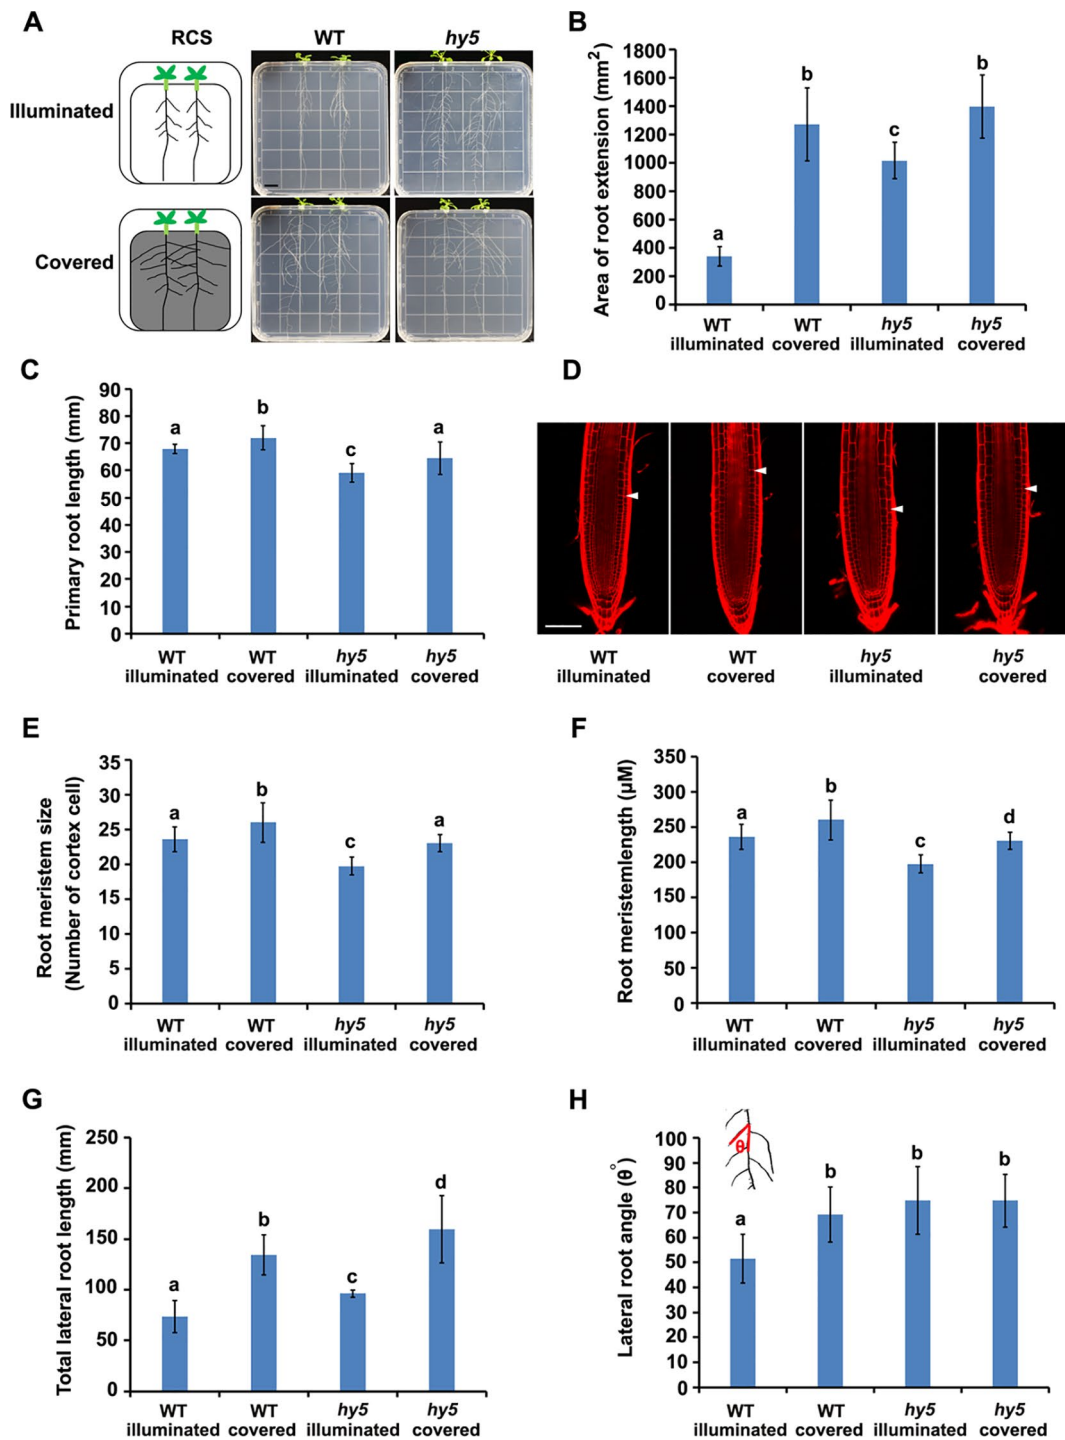 A
RCS
WT
hy5
Illuminated
Covered
B
Area of root extension (mm²)
1800
1600
1400
1200
1000
800
600
400
200
0
a
b
c
b
WT illuminated
WT covered
hy5 illuminated
hy5 covered
C
Primary root length (mm)
90
80
70
60
50
40
30
20
10
0
a
b
c
a
WT illuminated
WT covered
hy5 illuminated
hy5 covered
D
WT illuminated
WT covered
hy5 illuminated
hy5 covered
E
Root meristem size
(Number of cortex cell)
35
30
25
20
15
10
5
0
a
b
c
a
WT illuminated
WT covered
hy5 illuminated
hy5 covered
F
Root meristemlength (µM)
350
300
250
200
150
100
50
0
a
b
c
d
WT illuminated
WT covered
hy5 illuminated
hy5 covered
G
Total lateral root length (mm)
250
200
150
100
50
0
a
b
c
d
WT illuminated
WT covered
hy5 illuminated
hy5 covered
H
Lateral root angle (θ°)
100
90
80
70
60
50
40
30
20
10
0
θ
a
b
b
b
WT illuminated
WT covered
hy5 illuminated
hy5 covered